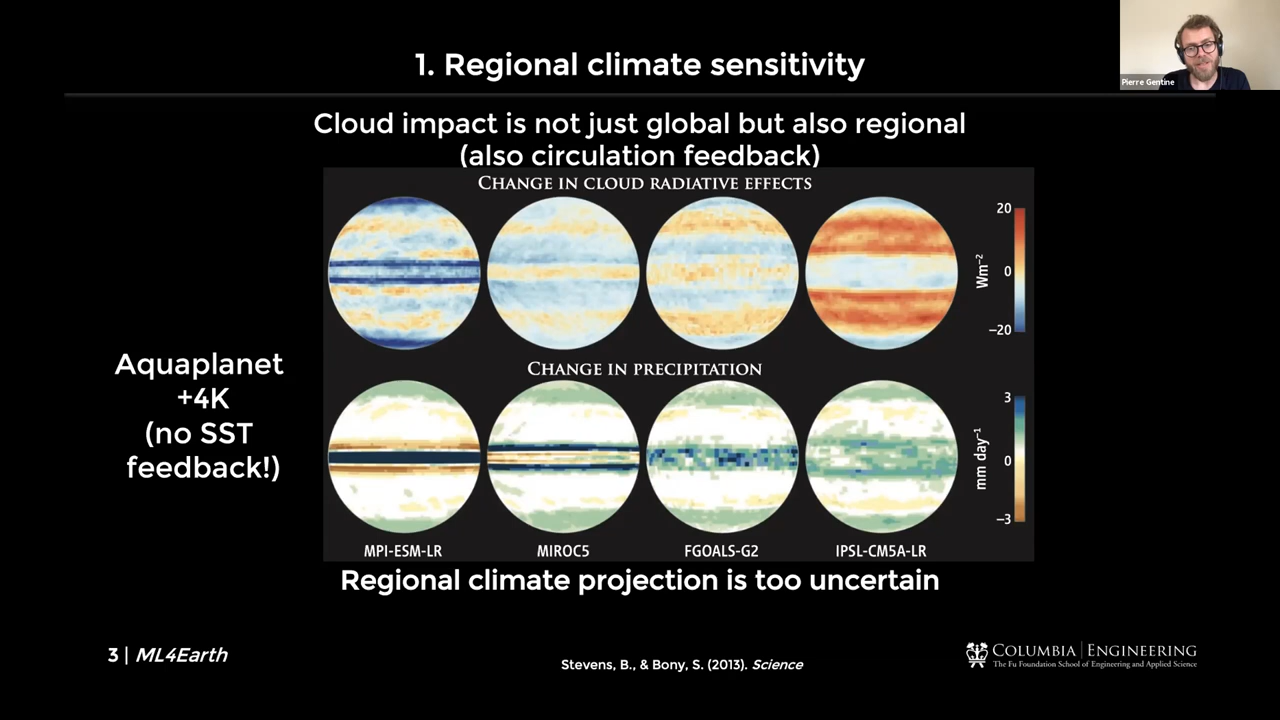 1. Regional climate sensitivity
Pierre Gentine
Cloud impact is not just global but also regional
(also circulation feedback)
CHANGE IN CLOUD RADIATIVE EFFECTS
20
0
−20
Wm⁻²
Aquaplanet
+4K
(no SST
feedback!)
CHANGE IN PRECIPITATION
3
0
−3
mm day⁻¹
MPI-ESM-LR
MIROC5
FGOALS-G2
IPSL-CM5A-LR
Regional climate projection is too uncertain
3 | ML4Earth
Stevens, B., & Bony, S. (2013). Science
COLUMBIA | ENGINEERING
The Fu Foundation School of Engineering and Applied Science